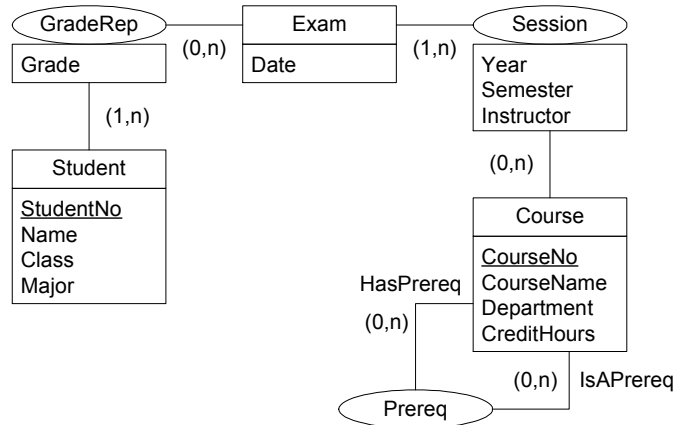 GradeRep
Grade
(0,n)
Exam
Date
(1,n)
Session
Year
Semester
Instructor
(1,n)
Student
StudentNo
Name
Class
Major
(0,n)
Course
CourseNo
CourseName
Department
CreditHours
HasPrereq
(0,n)
(0,n)
IsAPrereq
Prereq